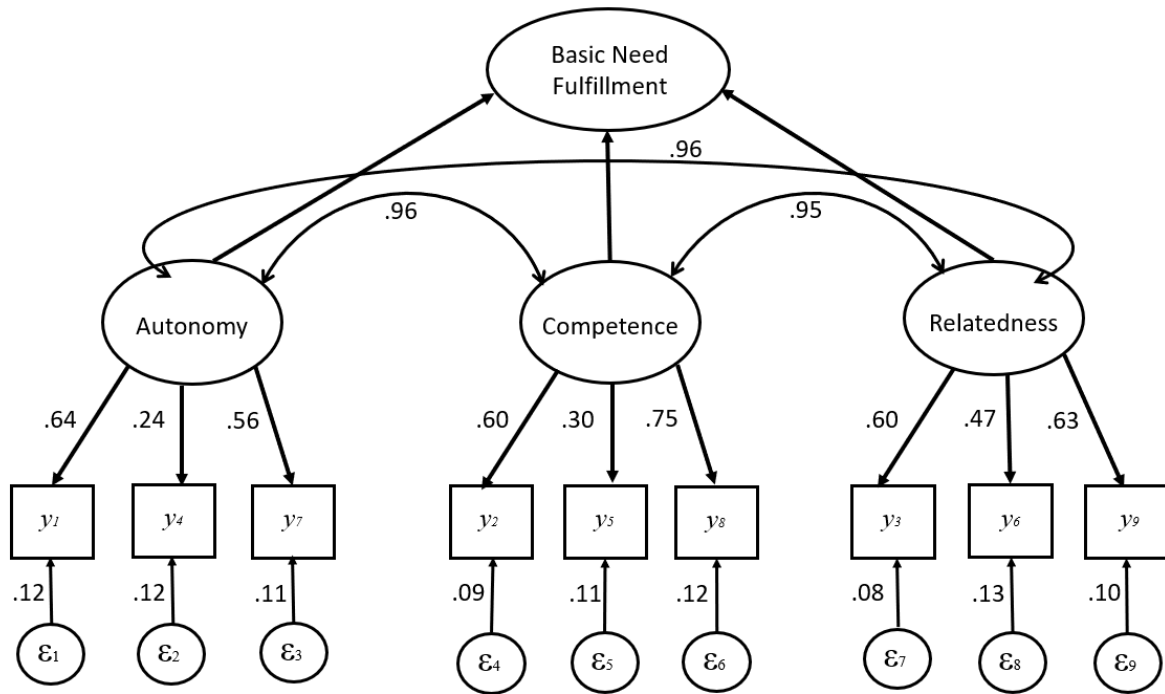 Basic Need
Fulfillment
.96
.96
.95
Autonomy
Competence
Relatedness
.64
.24
.56
.60
.30
.75
.60
.47
.63
y1
y4
y7
y2
y5
y8
y3
y6
y9
.12
.12
.11
.09
.11
.12
.08
.13
.10
ε1
ε2
ε3
ε4
ε5
ε6
ε7
ε8
ε9